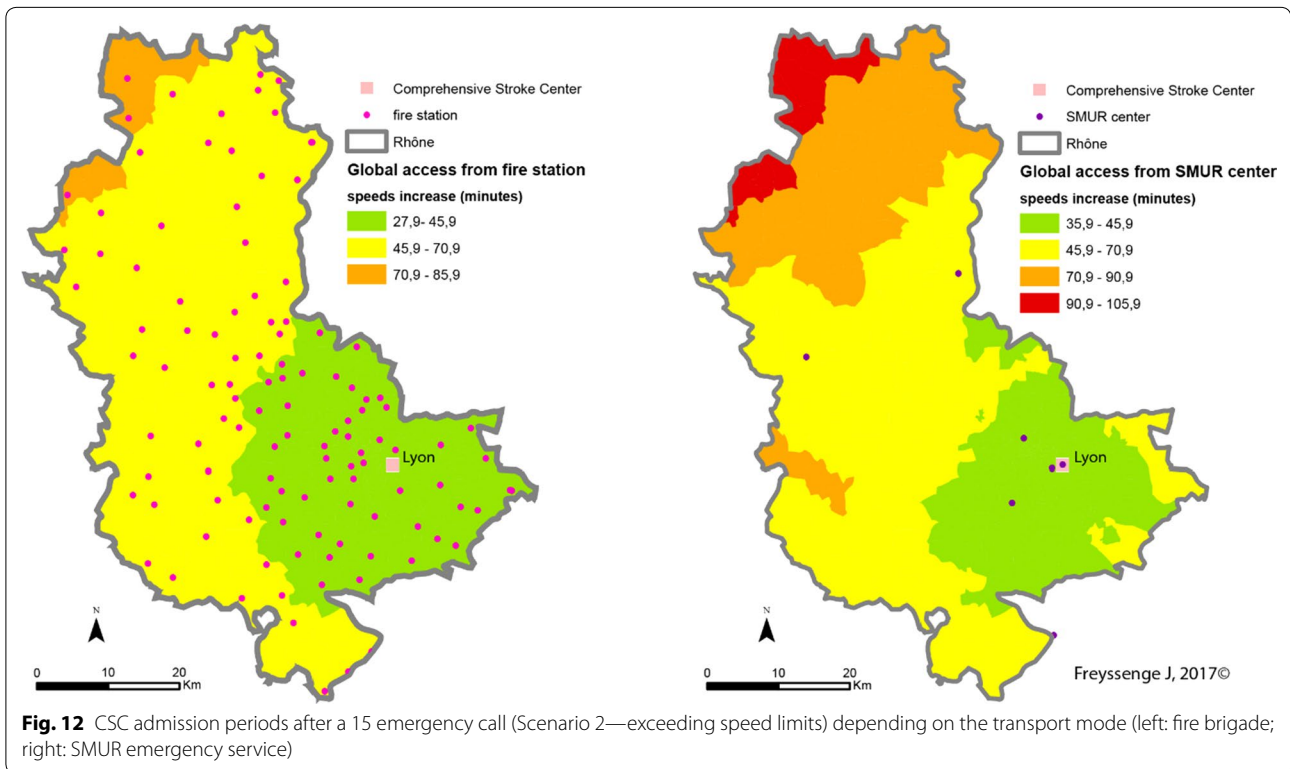 Comprehensive Stroke Center
fire station
Rhône
Global access from fire station
speeds increase (minutes)
27,9- 45,9
45,9 - 70,9
70,9 - 85,9
Lyon
N
0 10 20
Km
Comprehensive Stroke Center
SMUR center
Rhône
Global access from SMUR center
speeds increase (minutes)
35,9 - 45,9
45,9 - 70,9
70,9 - 90,9
90,9 - 105,9
Lyon
N
0 10 20
Km
Freyssenge J, 2017©
Fig. 12 CSC admission periods after a 15 emergency call (Scenario 2—exceeding speed limits) depending on the transport mode (left: fire brigade;
right: SMUR emergency service)